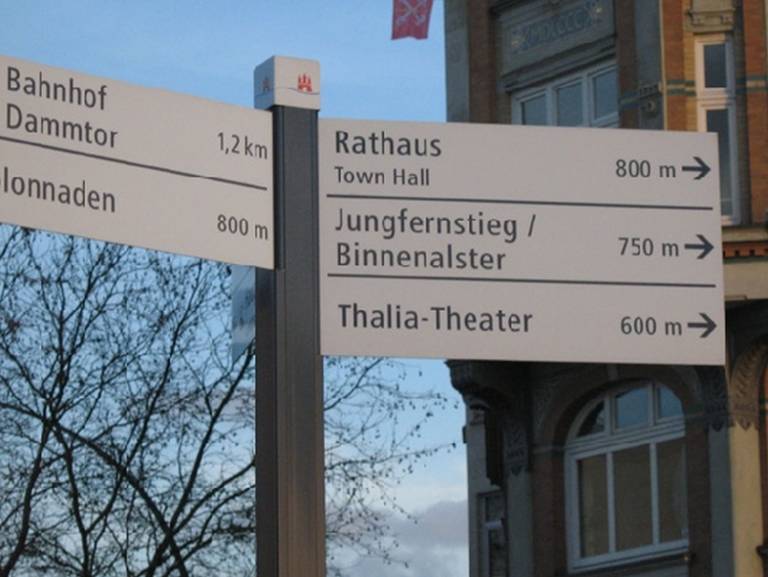 Bahnhof
Dammtor 1,2 km
lonnaden 800 m
Rathaus
Town Hall 800 m
Jungfernstieg /
Binnenalster 750 m
Thalia-Theater 600 m